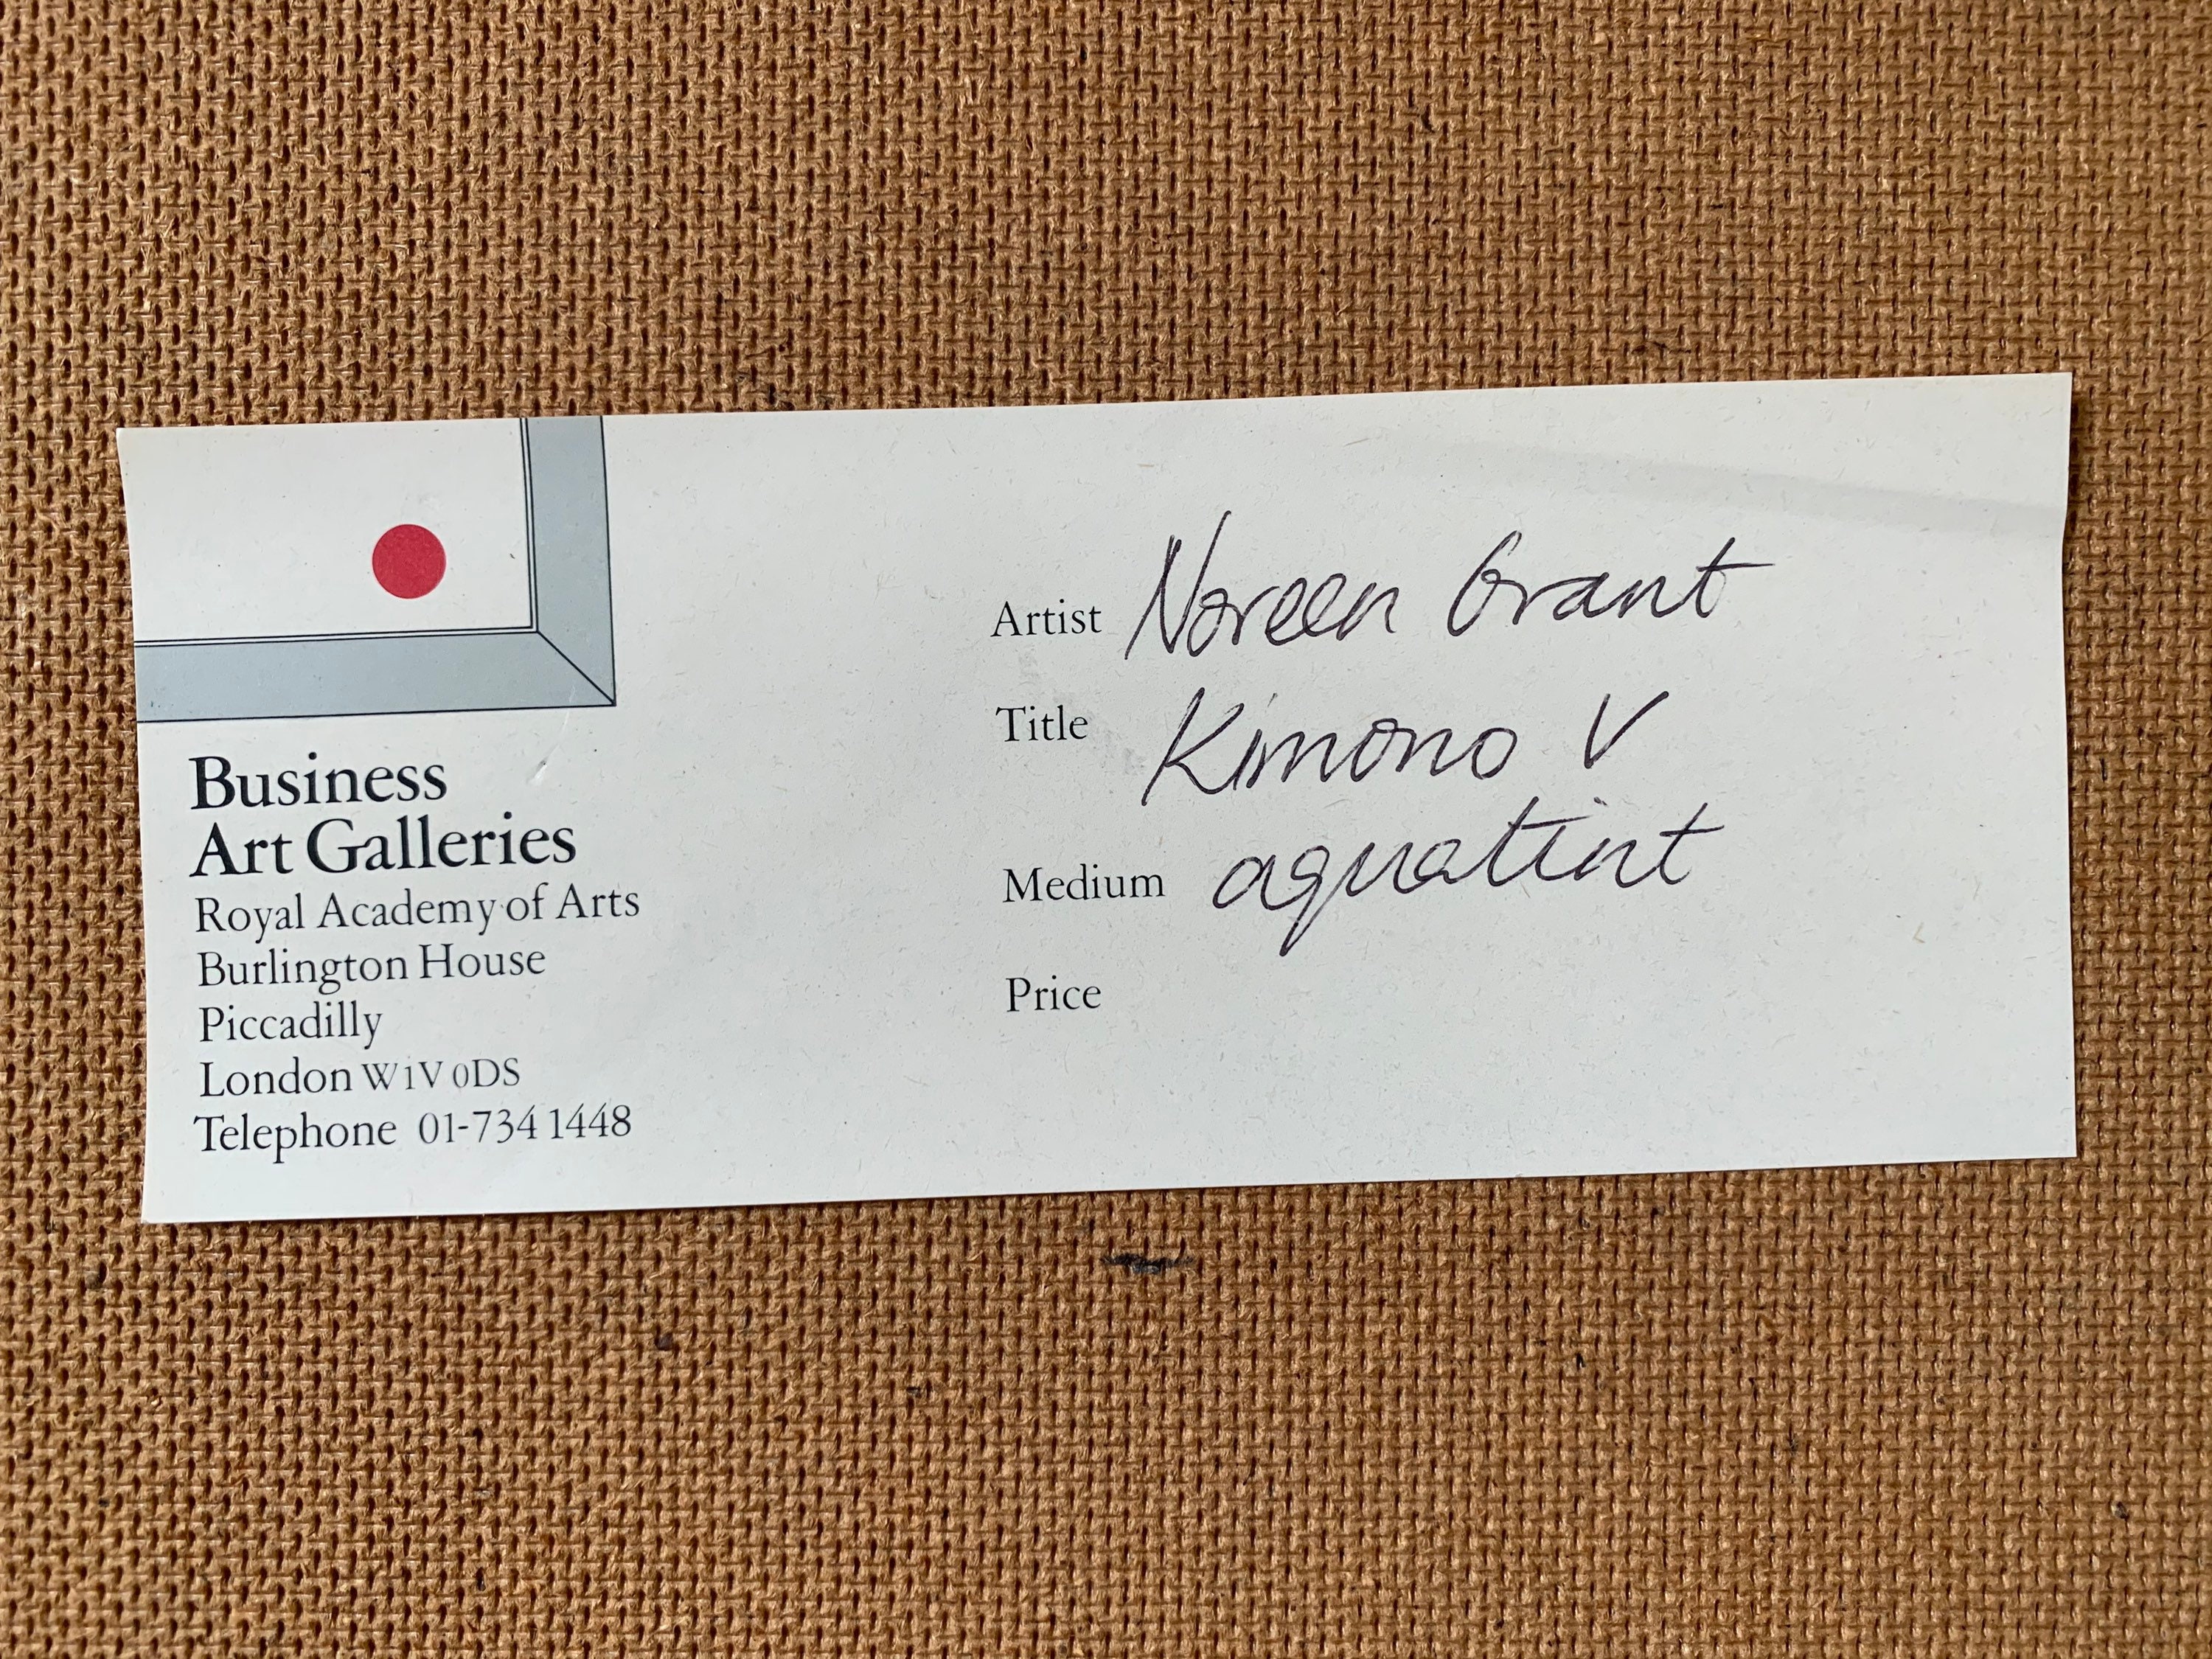 Business
Art Galleries
Royal Academy of Arts
Burlington House
Piccadilly
London W1V 0DS
Telephone 01-734 1448
Artist Noreen Grant
Title Kimono V
Medium aquatint
Price